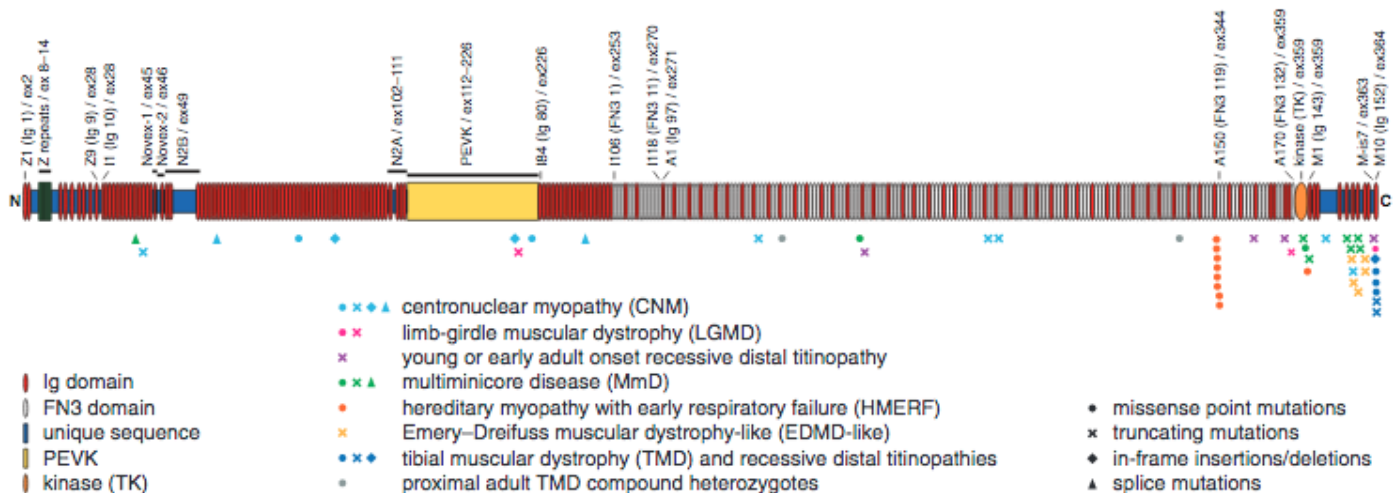 Z1 (Ig 1) / ex2
Z repeats / ex 8–14
Z9 (Ig 9) / ex28
I1 (Ig 10) / ex28
Novex-1 / ex45
Novex-2 / ex46
N2B / ex49
N2A / ex102–111
PEVK / ex112–226
I84 (Ig 80) / ex226
I106 (FN3 1) / ex253
I118 (FN3 11) / ex270
A1 (Ig 97) / ex271
A150 (FN3 119) / ex344
A170 (FN3 132) / ex359
kinase (TK) / ex359
M1 (Ig 143) / ex359
M-is7 / ex363
M10 (Ig 152) / ex364
N
C
Ig domain
FN3 domain
unique sequence
PEVK
kinase (TK)
centronuclear myopathy (CNM)
limb-girdle muscular dystrophy (LGMD)
young or early adult onset recessive distal titinopathy
multiminicore disease (MmD)
hereditary myopathy with early respiratory failure (HMERF)
Emery–Dreifuss muscular dystrophy-like (EDMD-like)
tibial muscular dystrophy (TMD) and recessive distal titinopathies
proximal adult TMD compound heterozygotes
missense point mutations
truncating mutations
in-frame insertions/deletions
splice mutations